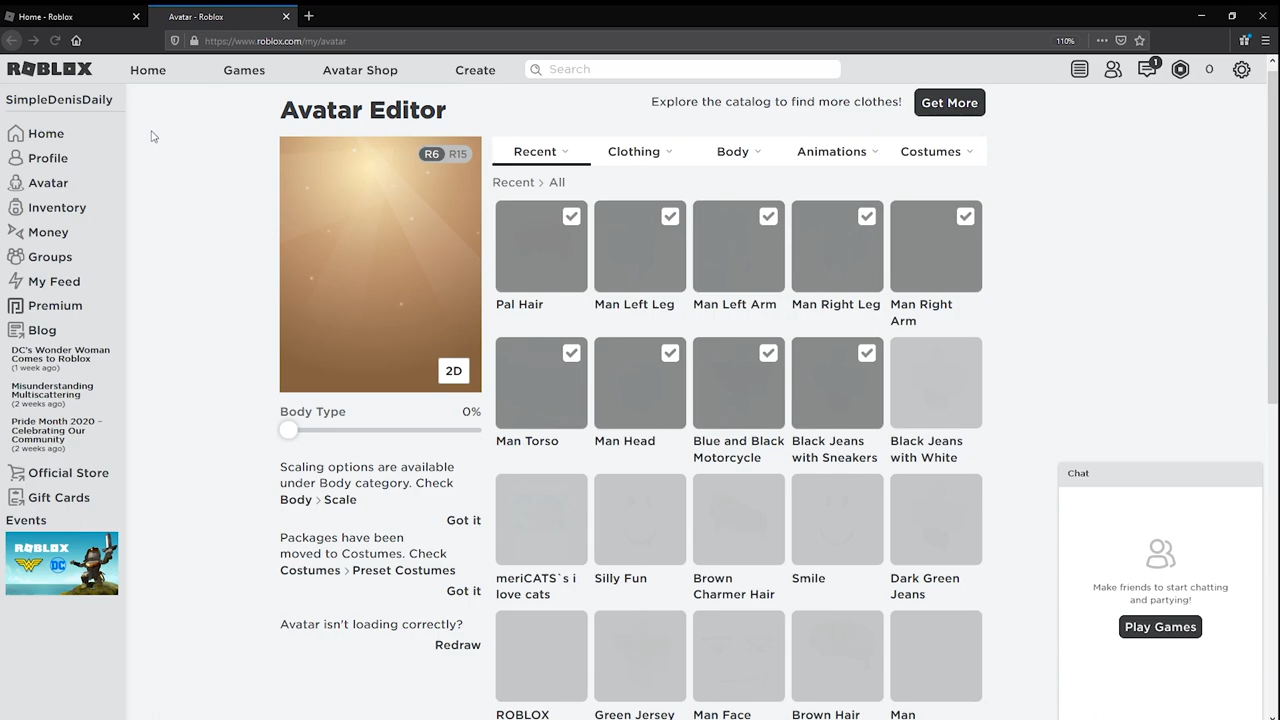 Home - Roblox
Avatar - Roblox
https://www.roblox.com/my/avatar
110%
ROBLOX
Home
Games
Avatar Shop
Create
Search
1
0
SimpleDenisDaily
Home
Profile
Avatar
Inventory
Money
Groups
My Feed
Premium
Blog
DC's Wonder Woman
Comes to Roblox
(1 week ago)
Misunderstanding
Multiscattering
(2 weeks ago)
Pride Month 2020 –
Celebrating Our
Community
(2 weeks ago)
Official Store
Gift Cards
Events
ROBLOX
DC
Avatar Editor
Explore the catalog to find more clothes!
Get More
R6 R15
2D
Body Type 0%
Scaling options are available
under Body category. Check
Body > Scale
Got it
Packages have been
moved to Costumes. Check
Costumes > Preset Costumes
Got it
Avatar isn't loading correctly?
Redraw
Recent
Clothing
Body
Animations
Costumes
Recent > All
Pal Hair
Man Left Leg
Man Left Arm
Man Right Leg
Man Right
Arm
Man Torso
Man Head
Blue and Black
Motorcycle
Black Jeans
with Sneakers
Black Jeans
with White
meriCATS`s i
love cats
Silly Fun
Brown
Charmer Hair
Smile
Dark Green
Jeans
ROBLOX
Green Jersey
Man Face
Brown Hair
Man
Chat
Make friends to start chatting
and partying!
Play Games